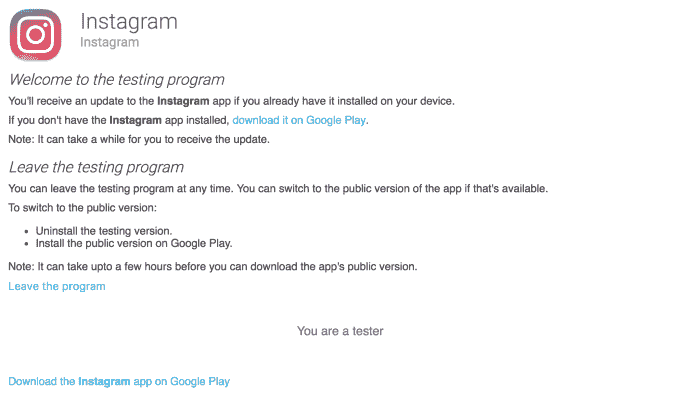 Instagram
Instagram
Welcome to the testing program
You'll receive an update to the Instagram app if you already have it installed on your device.
If you don't have the Instagram app installed, download it on Google Play.
Note: It can take a while for you to receive the update.
Leave the testing program
You can leave the testing program at any time. You can switch to the public version of the app if that's available.
To switch to the public version:
• Uninstall the testing version.
• Install the public version on Google Play.
Note: It can take upto a few hours before you can download the app's public version.
Leave the program
You are a tester
Download the Instagram app on Google Play